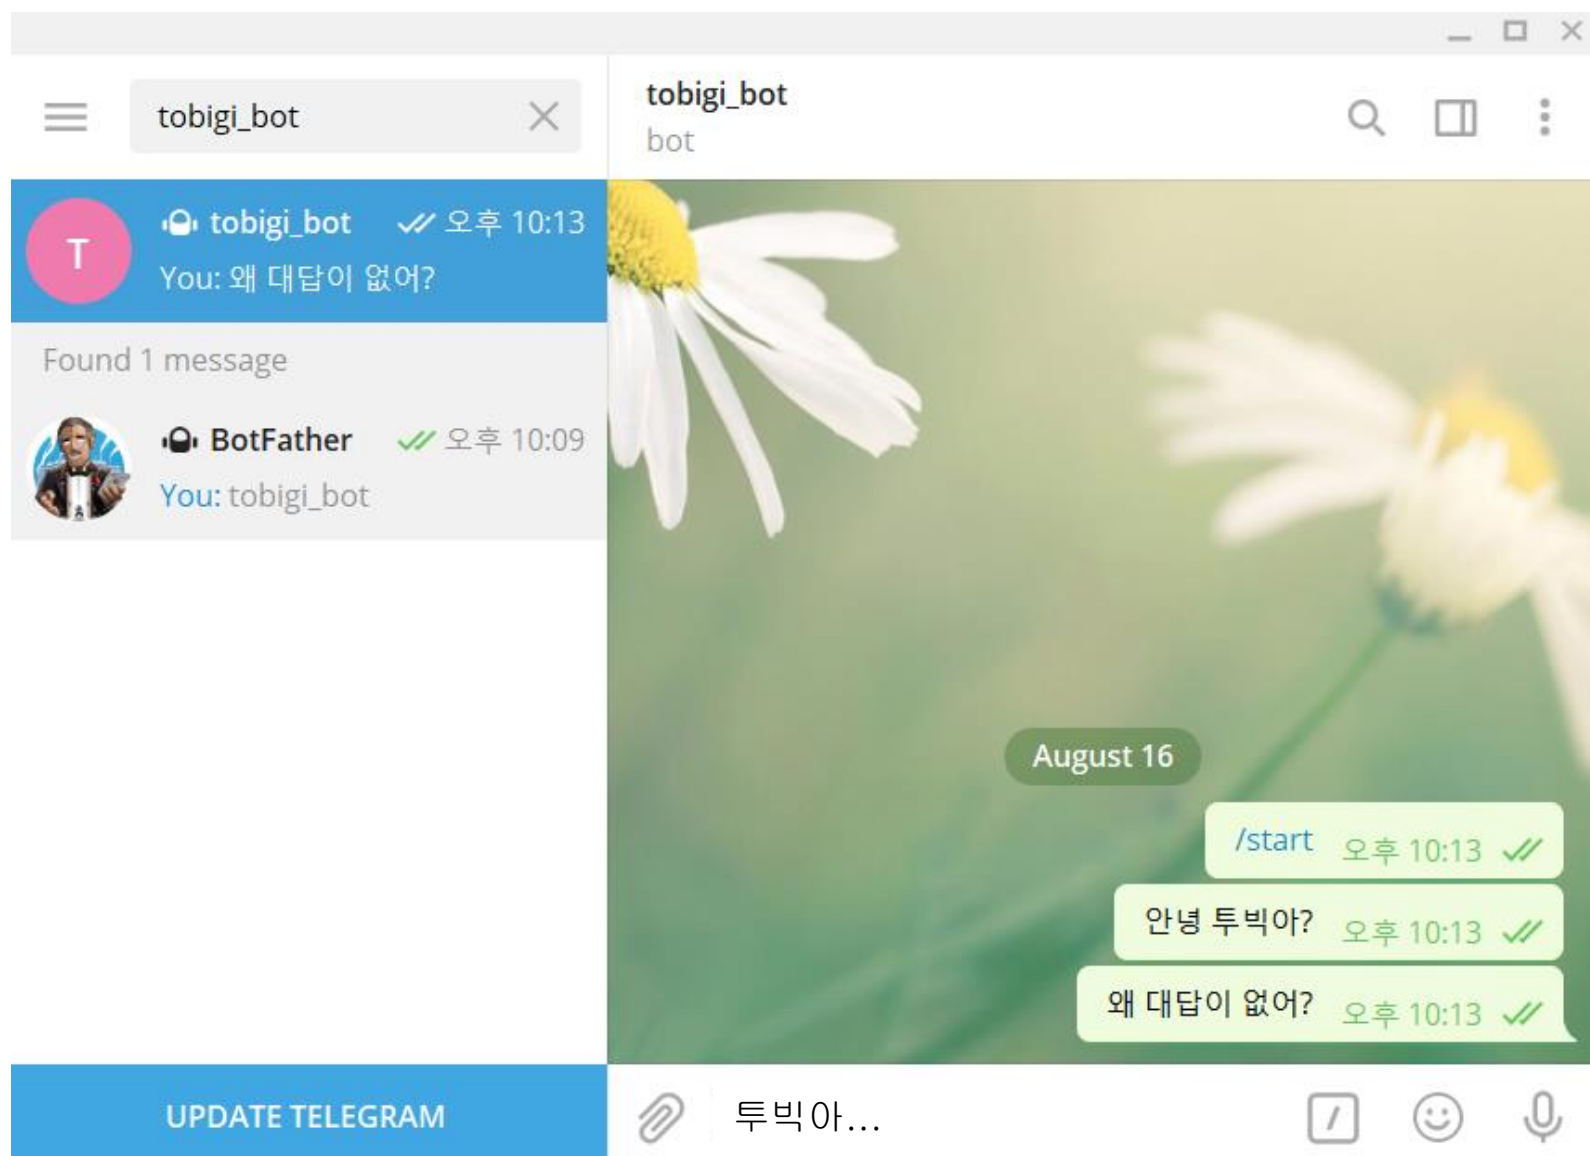 tobigi_bot
tobigi_bot 오후 10:13
You: 왜 대답이 없어?
Found 1 message
BotFather 오후 10:09
You: tobigi_bot
UPDATE TELEGRAM
tobigi_bot
bot
August 16
/start 오후 10:13
안녕 투빅아? 오후 10:13
왜 대답이 없어? 오후 10:13
투빅아...
T